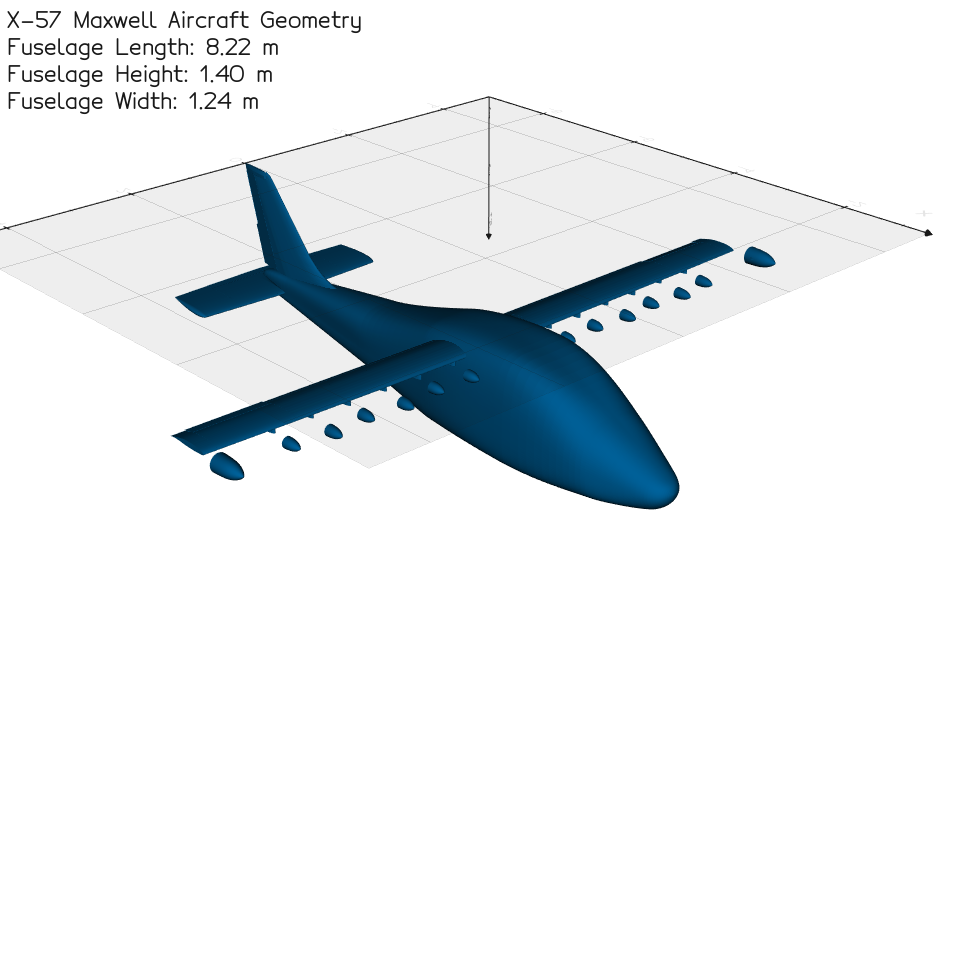 X-57 Maxwell Aircraft Geometry
Fuselage Length: 8.22 m
Fuselage Height: 1.40 m
Fuselage Width: 1.24 m